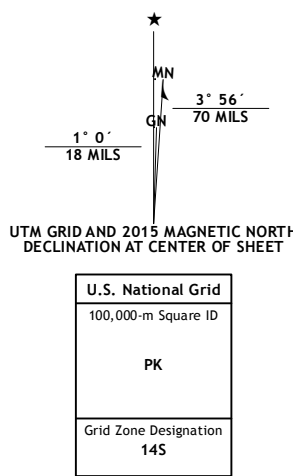 ★
MN
3° 56´
70 MILS
GN
1° 0´
18 MILS
UTM GRID AND 2015 MAGNETIC NORTH
DECLINATION AT CENTER OF SHEET
U.S. National Grid
100,000-m Square ID
PK
Grid Zone Designation
14S